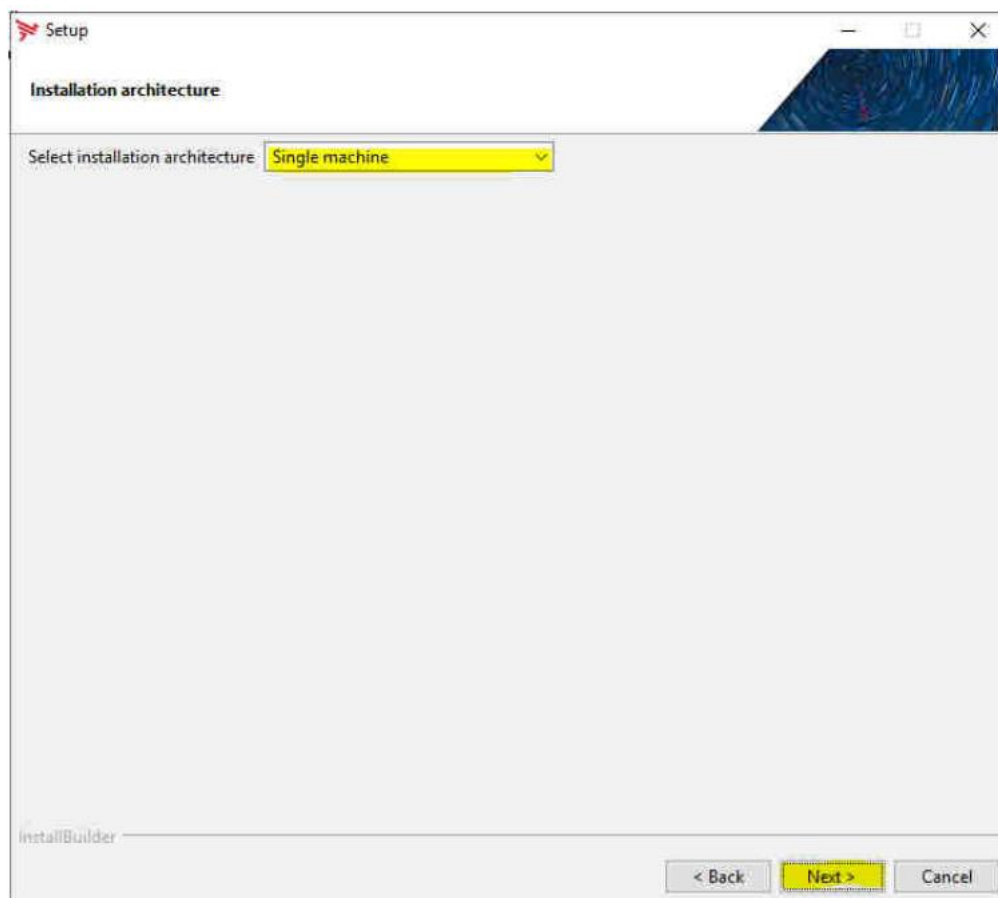 Setup
Installation architecture
Select installation architecture Single machine
InstallBuilder
< Back Next > Cancel